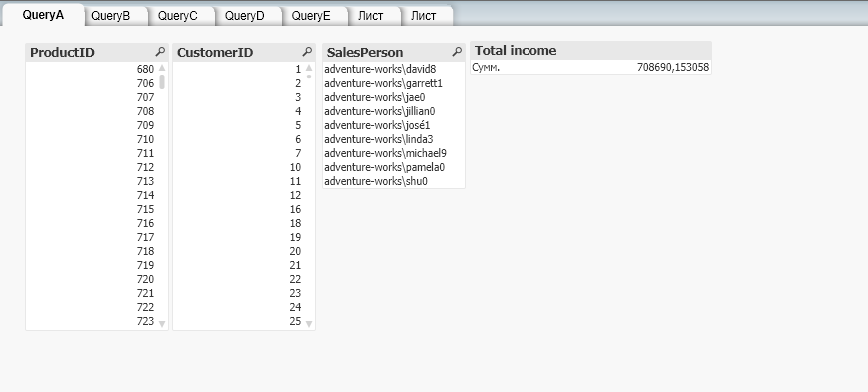 QueryA QueryB QueryC QueryD QueryE Лист Лист
ProductID
680
706
707
708
709
710
711
712
713
714
715
716
717
718
719
720
721
722
723
CustomerID
1
2
3
4
5
6
7
10
11
12
16
18
19
20
21
22
23
24
25
SalesPerson
adventure-works\david8
adventure-works\garrett1
adventure-works\jae0
adventure-works\jillian0
adventure-works\josé1
adventure-works\linda3
adventure-works\michael9
adventure-works\pamela0
adventure-works\shu0
Total income
Сумм. 708690,153058